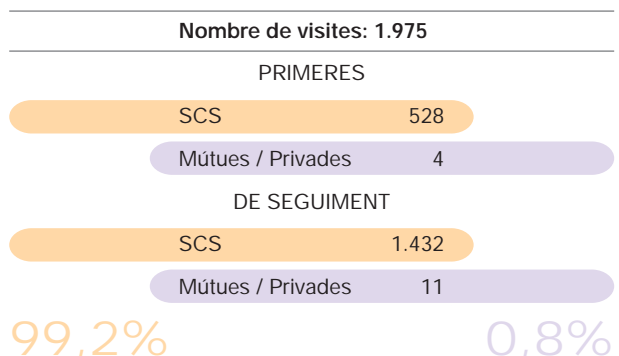 Nombre de visites: 1.975
PRIMERES
SCS 528
Mútues / Privades 4
DE SEGUIMENT
SCS 1.432
Mútues / Privades 11
99,2% 0,8%